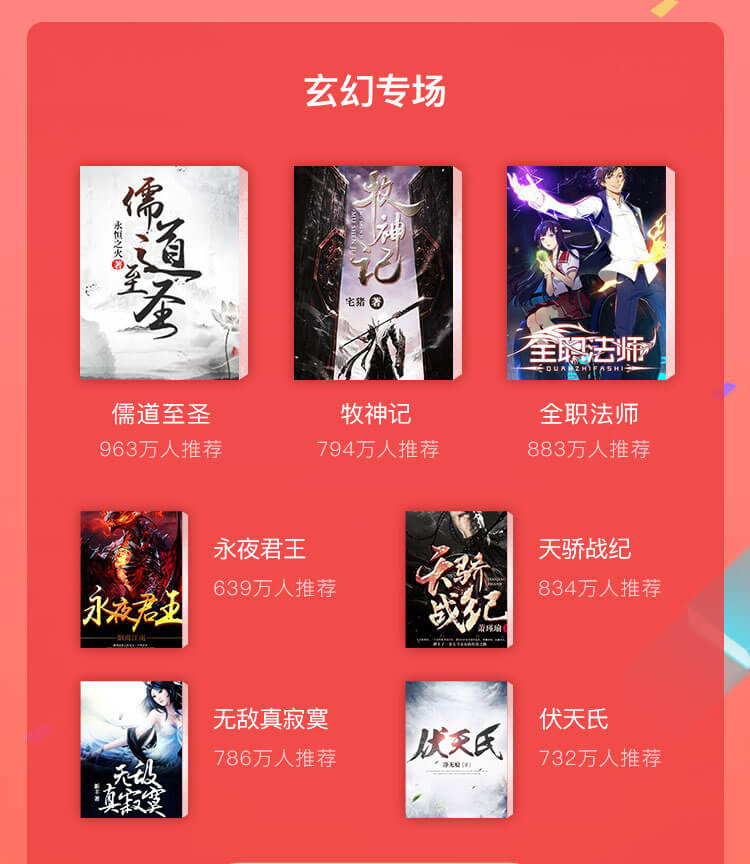 玄幻专场
儒道至圣
永恒之火 著
牧神记
宅猪 著
全职法师
QUANZHIFASHI
儒道至圣
963万人推荐
牧神记
794万人推荐
全职法师
883万人推荐
永夜君王
烟雨江南
永夜君王
639万人推荐
天骄战纪
萧瑾瑜
天骄战纪
834万人推荐
无敌真寂寞
新丰 著
无敌真寂寞
786万人推荐
伏天氏
净无痕
伏天氏
732万人推荐